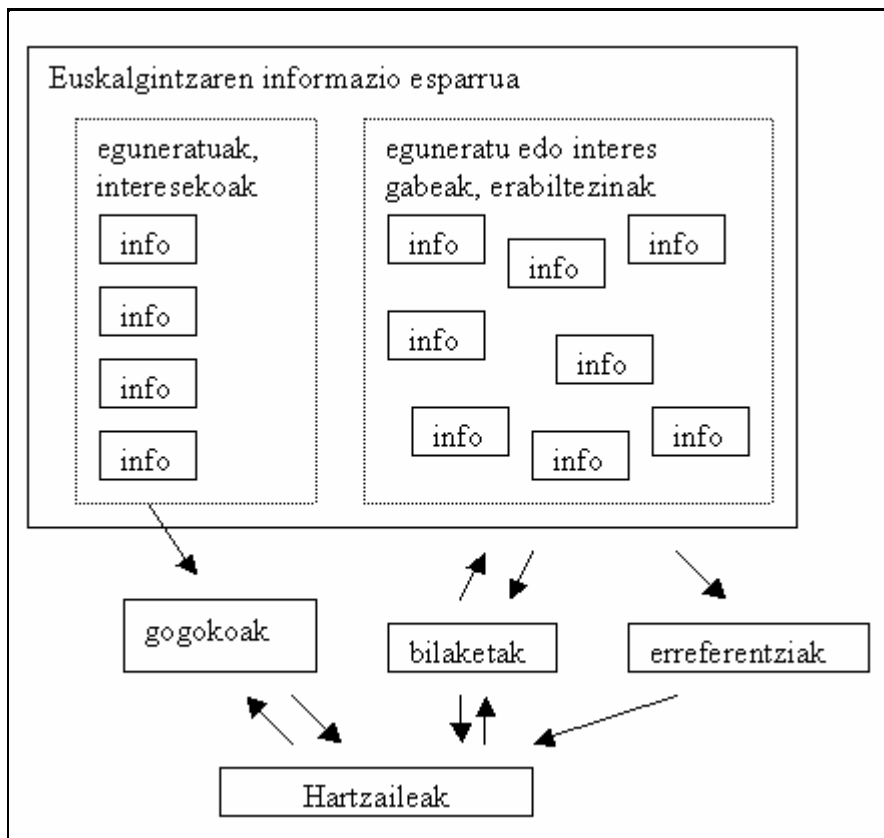 Euskalgintzaren informazio esparrua
eguneratuak,
interesekoak
info
info
info
info
eguneratu edo interes
gabeak, erabiltezinak
info
info
info
info
info
info
info
info
gogokoak
bilaketak
erreferentziak
Hartzaileak